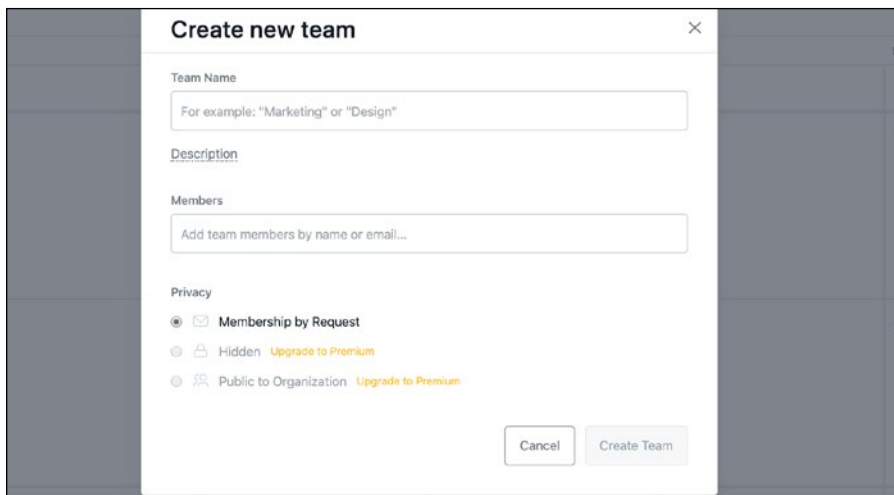 Create new team
Team Name
For example: "Marketing" or "Design"
Description
Members
Add team members by name or email...
Privacy
Membership by Request
Hidden Upgrade to Premium
Public to Organization Upgrade to Premium
Cancel Create Team